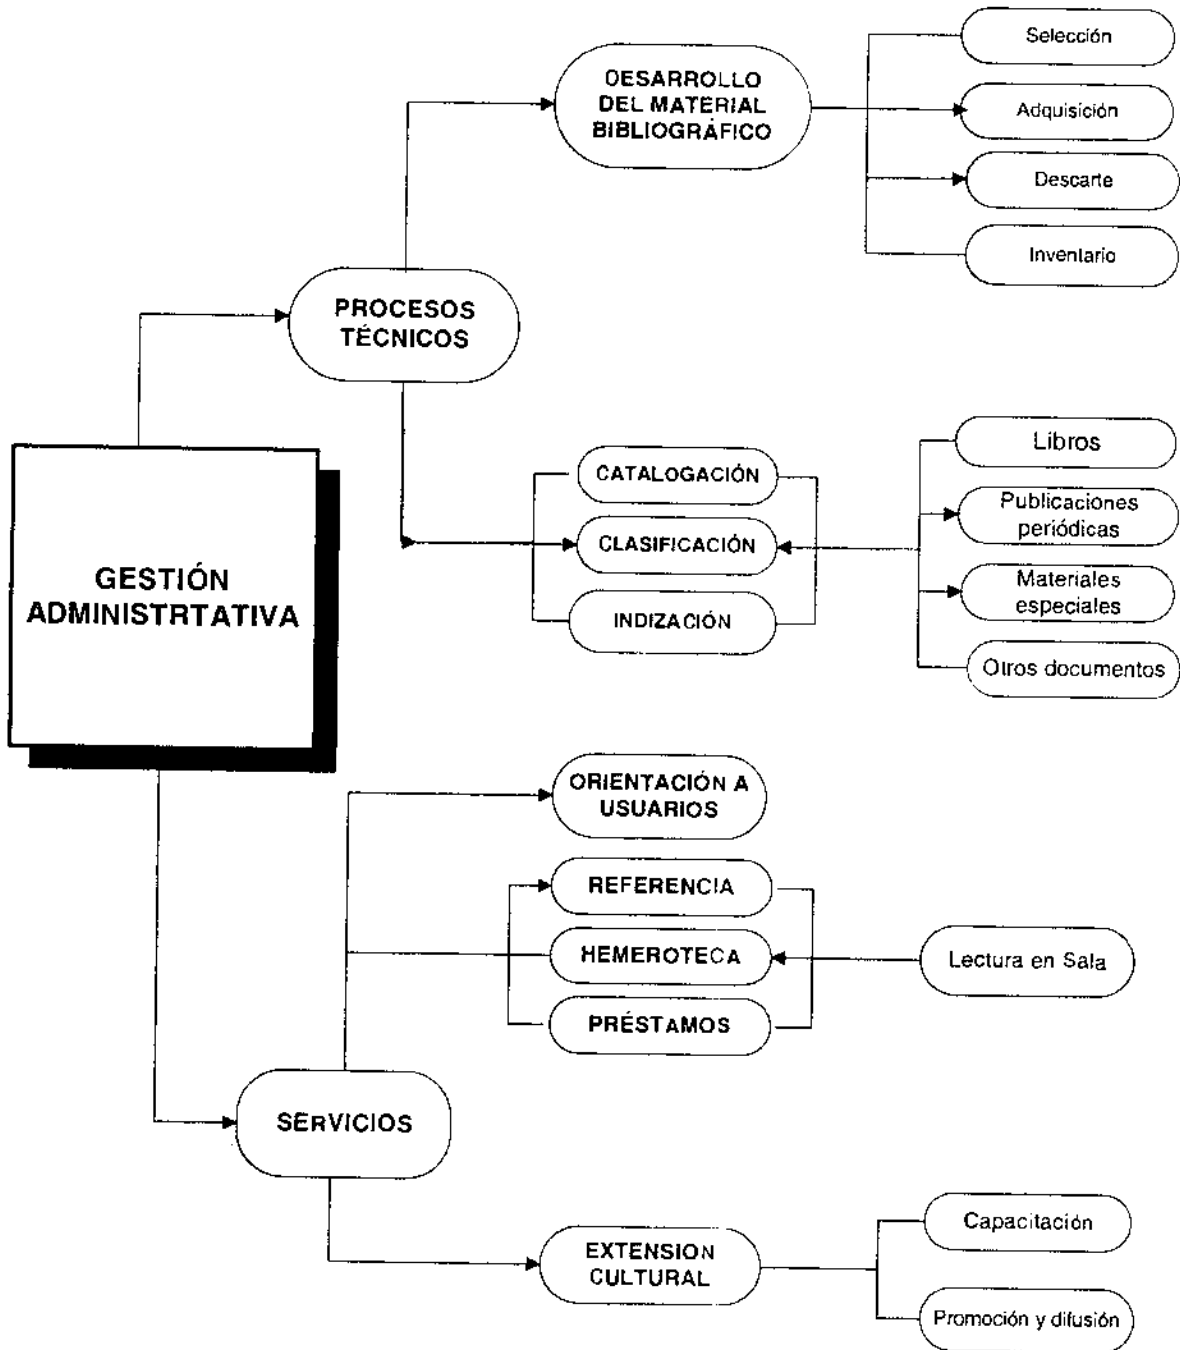 DESARROLLO
DEL MATERIAL
BIBLIOGRÁFICO
Selección
Adquisición
Descarte
Inventario
PROCESOS
TÉCNICOS
CATALOGACIÓN
CLASIFICACIÓN
INDIZACIÓN
Libros
Publicaciones
periódicas
Materiales
especiales
Otros documentos
GESTIÓN
ADMINISTRTATIVA
ORIENTACIÓN A
USUARIOS
REFERENCIA
HEMEROTECA
PRÉSTAMOS
Lectura en Sala
SErVICIOS
EXTENSION
CULTURAL
Capacitación
Promoción y difusión